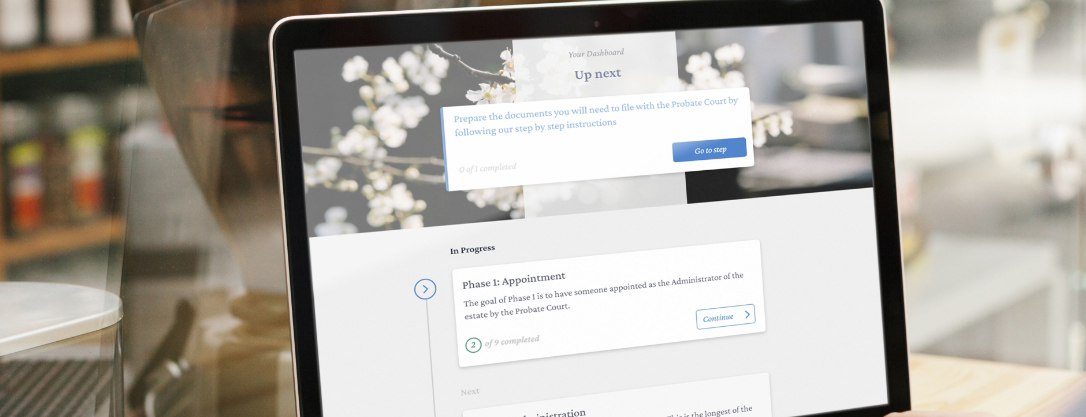 Your Dashboard
Up next
Prepare the documents you will need to file with the Probate Court by
following our step by step instructions
0 of 1 completed
Go to step
In Progress
Phase 1: Appointment
The goal of Phase 1 is to have someone appointed as the Administrator of the
estate by the Probate Court.
Continue
2 of 9 completed
Next
is the longest of the